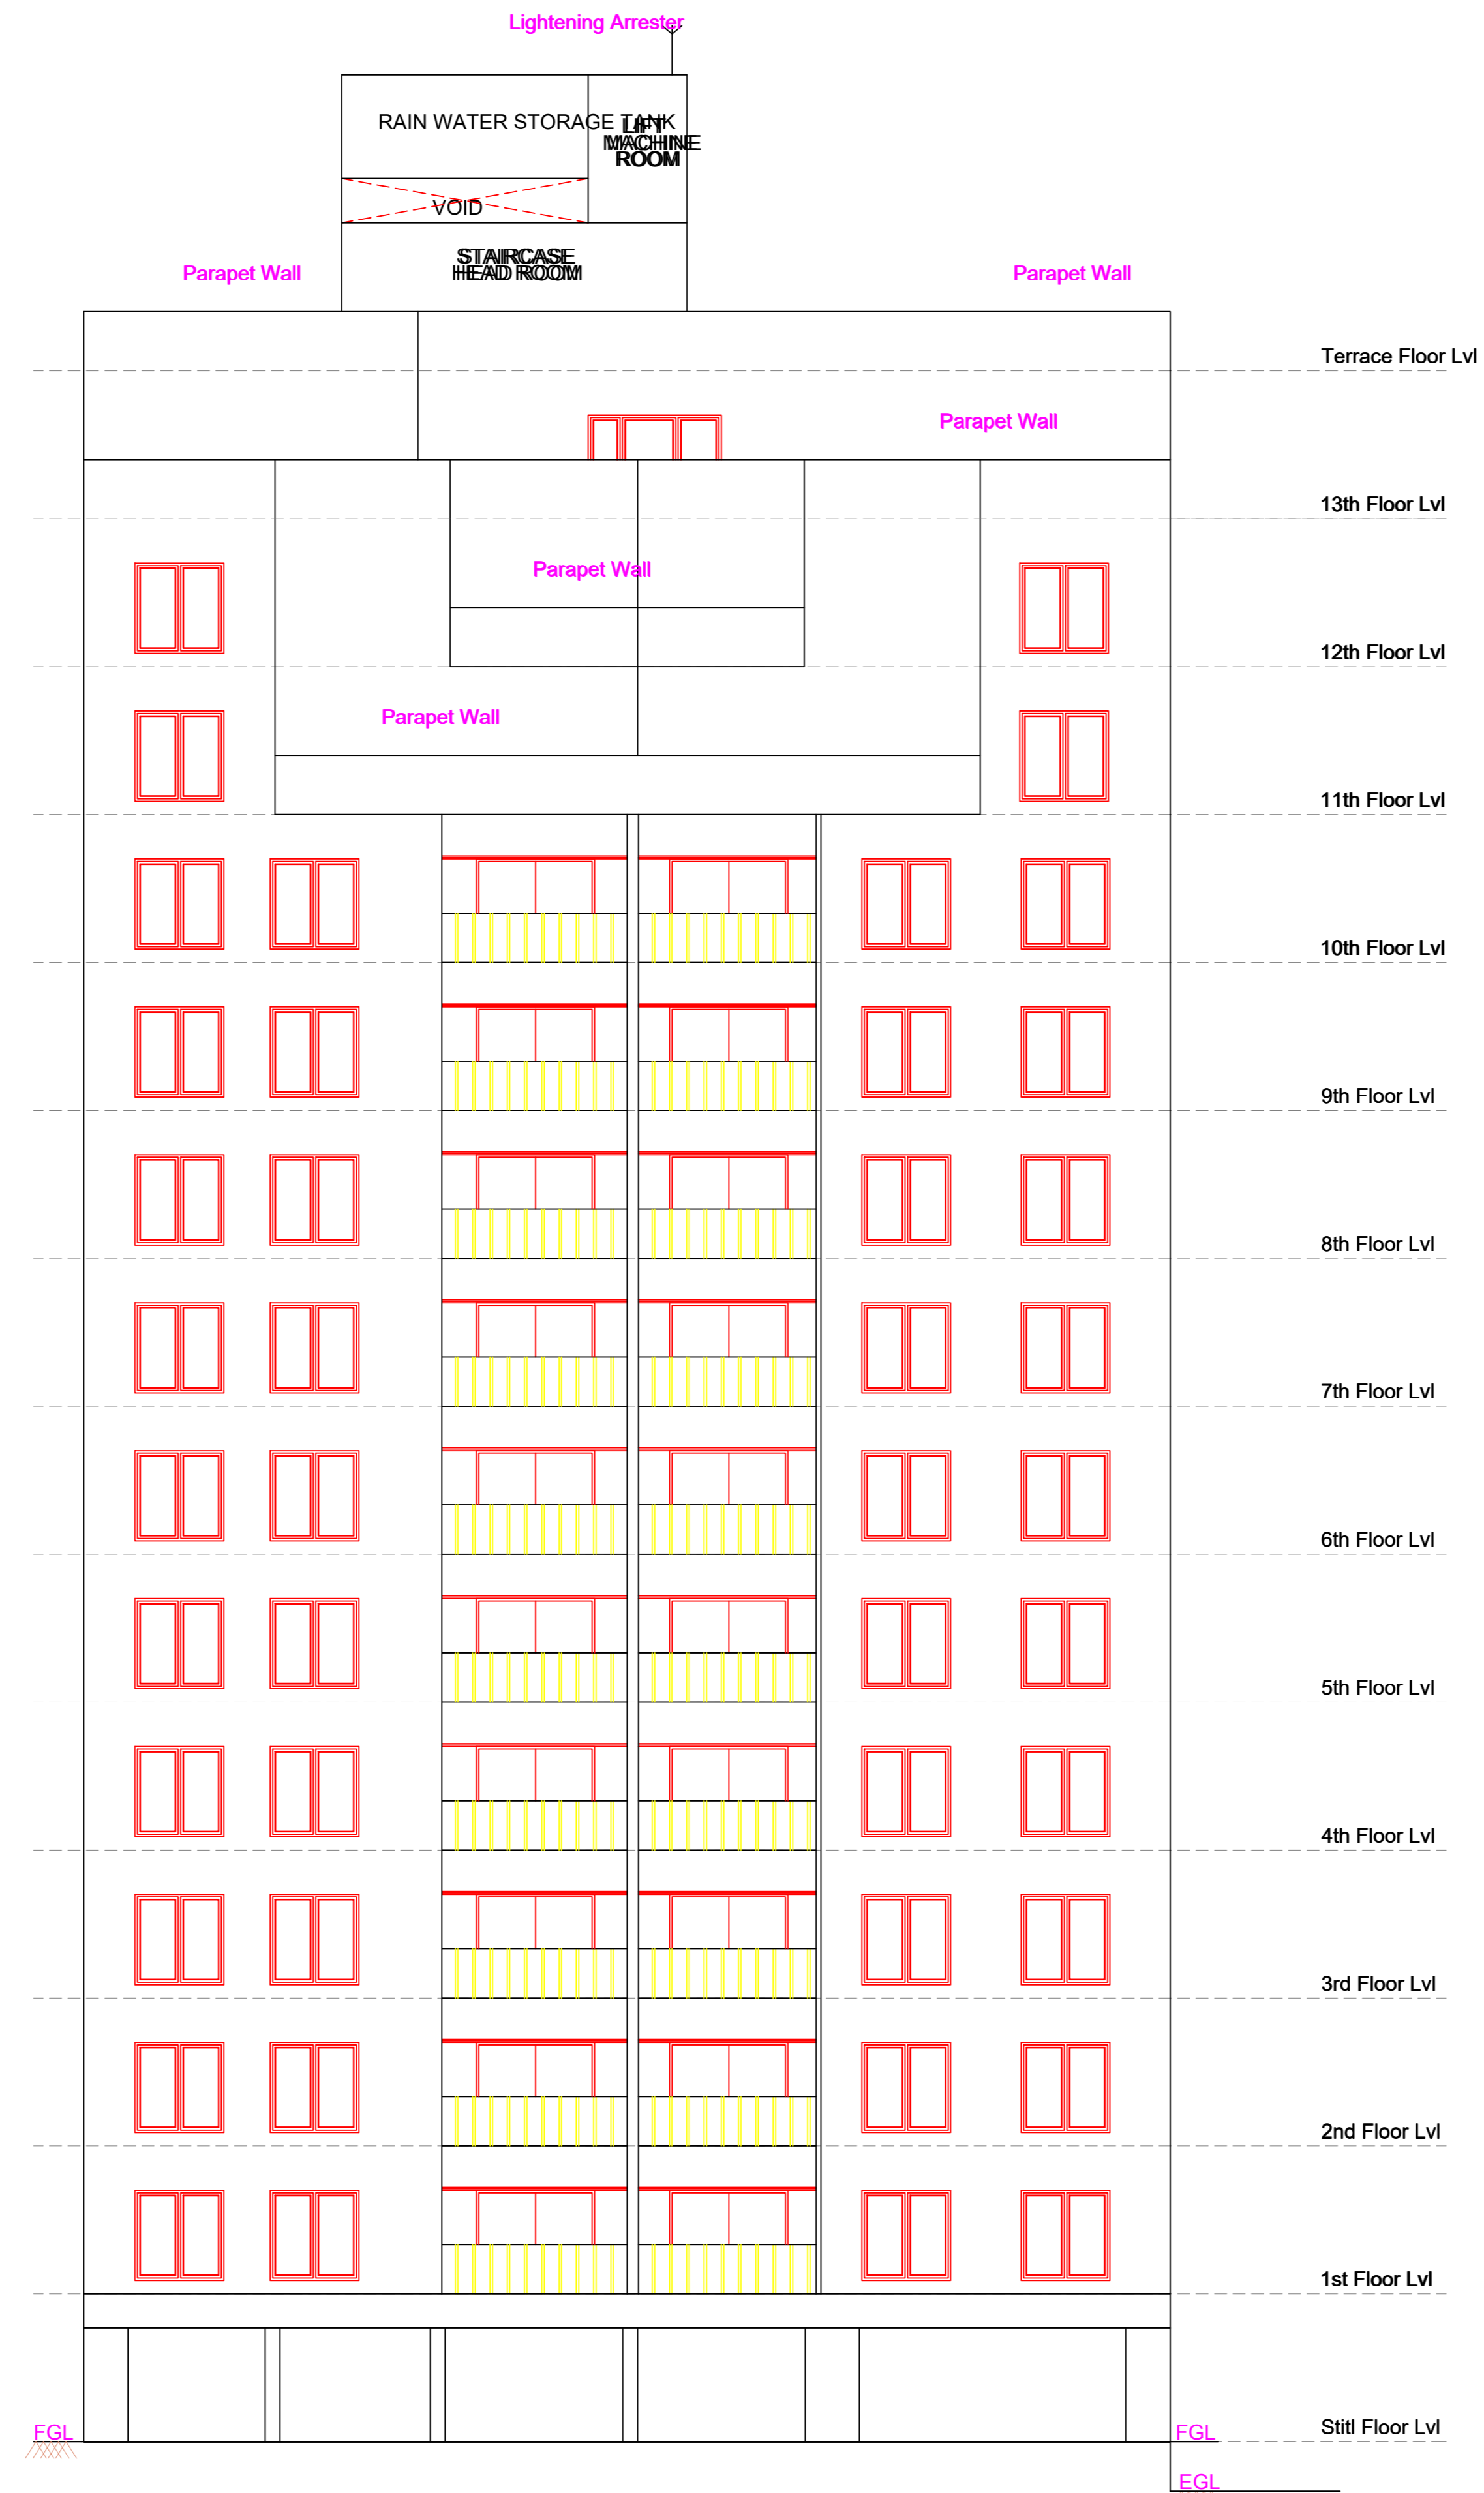 Lightening Arrester
RAIN WATER STORAGE TANK
LIFT
MACHINE
ROOM
VOID
STAIRCASE
HEAD ROOM
Parapet Wall
Parapet Wall
Terrace Floor Lvl
Parapet Wall
13th Floor Lvl
Parapet Wall
12th Floor Lvl
Parapet Wall
11th Floor Lvl
10th Floor Lvl
9th Floor Lvl
8th Floor Lvl
7th Floor Lvl
6th Floor Lvl
5th Floor Lvl
4th Floor Lvl
3rd Floor Lvl
2nd Floor Lvl
1st Floor Lvl
FGL
FGL
Stitl Floor Lvl
EGL